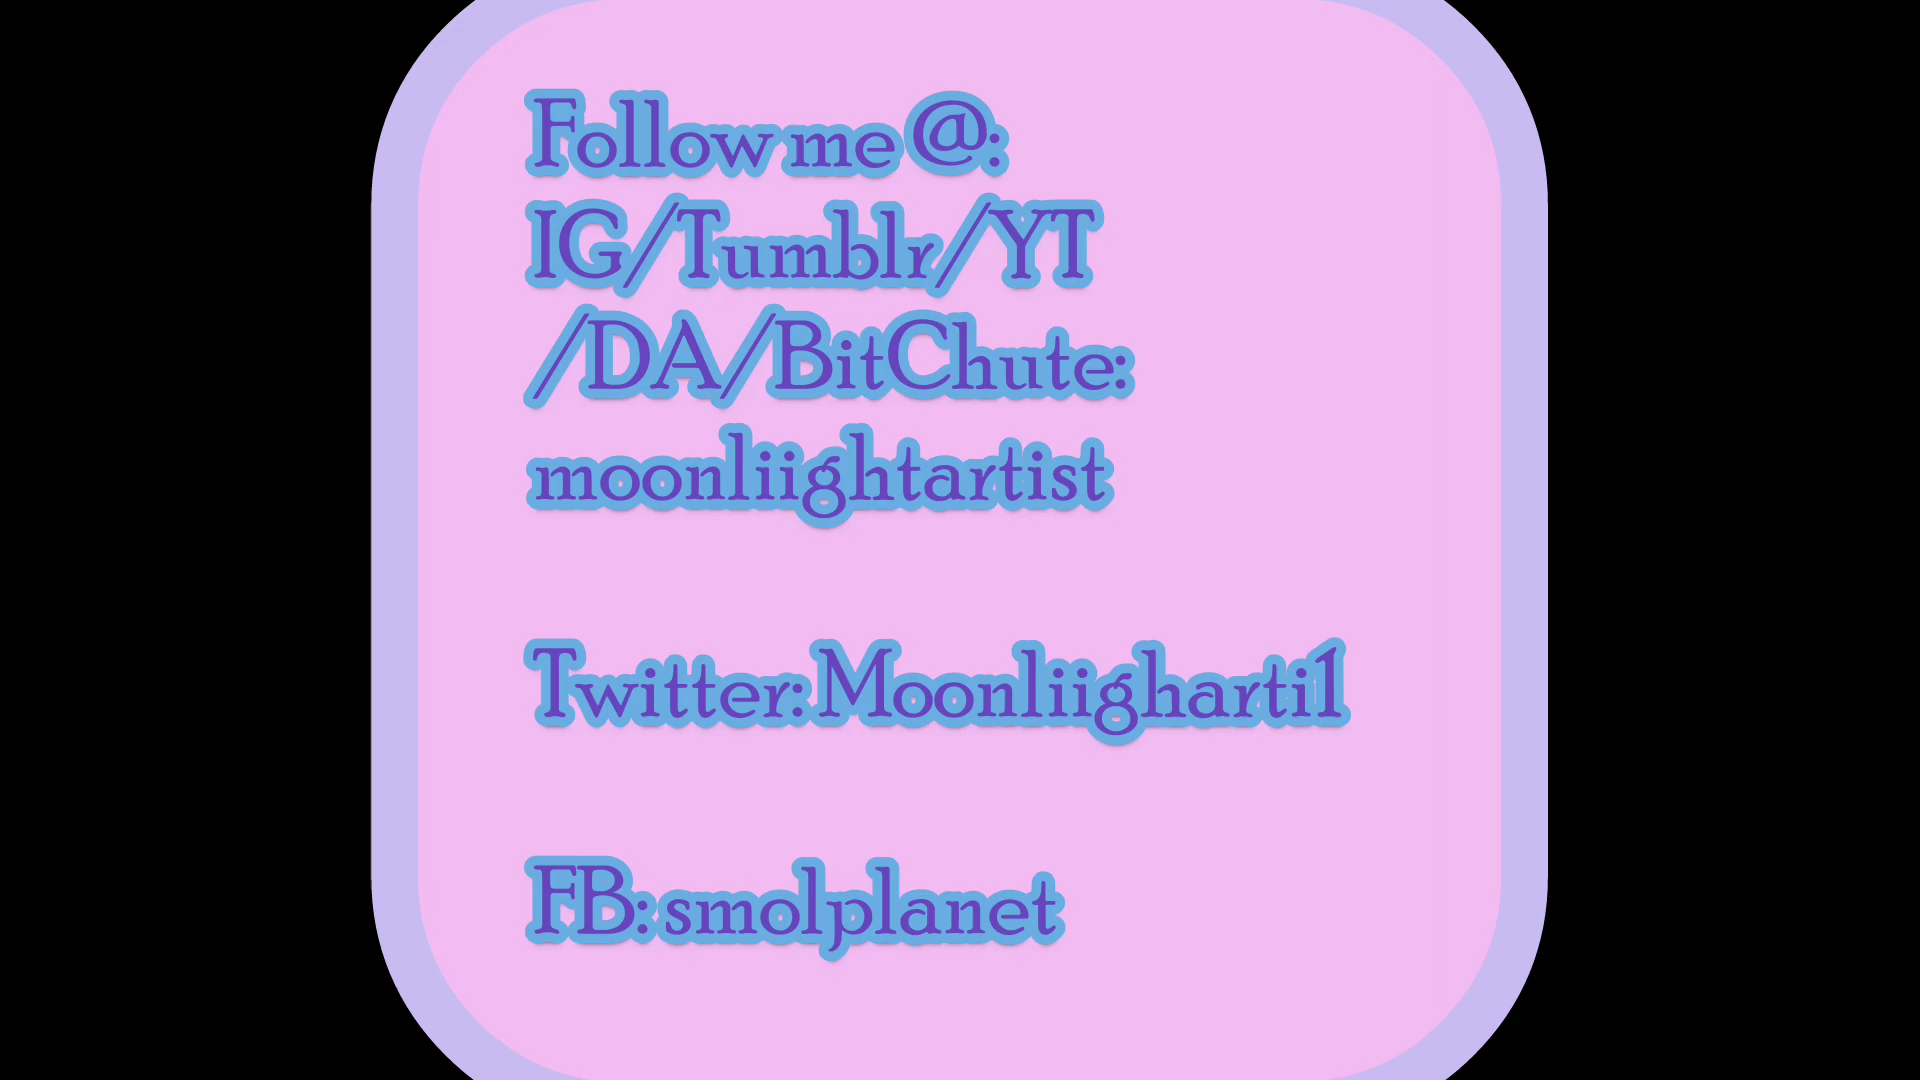 Follow me @:
IG/Tumblr/YT
/DA/BitChute:
moonliightartist
Twitter: Moonliigharti1
FB: smolplanet